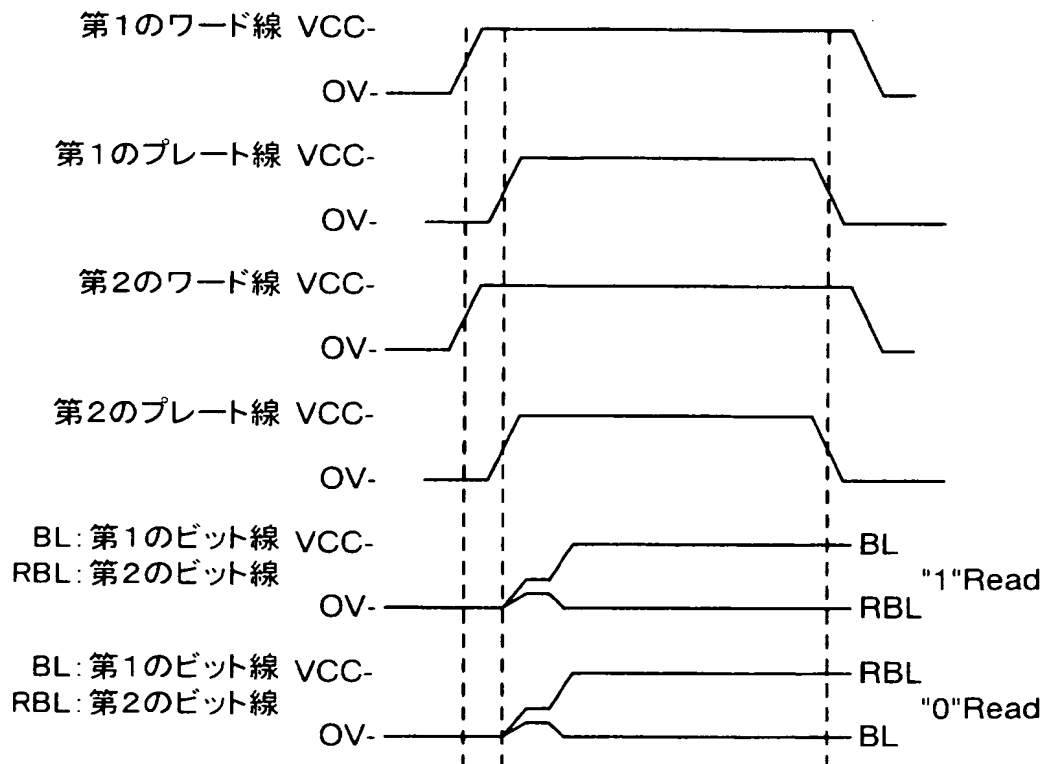 第1のワード線 VCC-
OV-
第1のプレート線 VCC-
OV-
第2のワード線 VCC-
OV-
第2のプレート線 VCC-
OV-
BL:第1のビット線 VCC-
BL
RBL:第2のビット線
"1"Read
OV-
RBL
BL:第1のビット線 VCC-
RBL
RBL:第2のビット線
"0"Read
OV-
BL